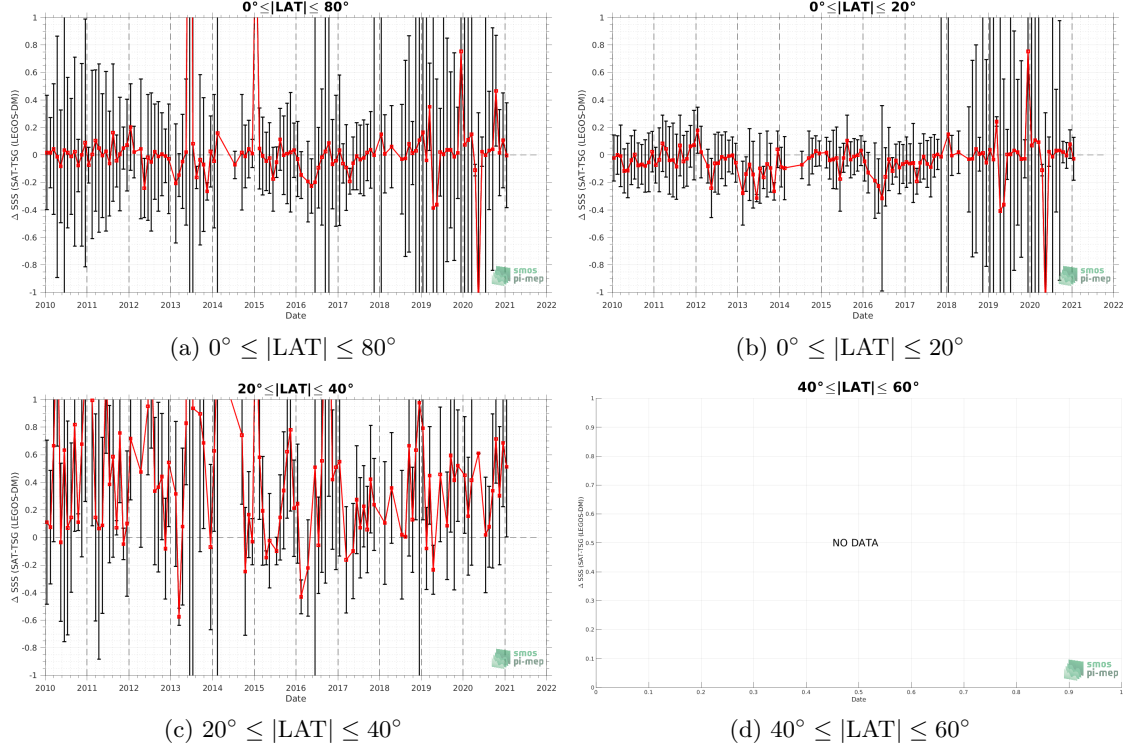 0°≤|LAT|≤ 80°
Δ SSS (SAT-TSG (LEGOS-DM))
1
0.8
0.6
0.4
0.2
0
-0.2
-0.4
-0.6
-0.8
-1
2010 2011 2012 2013 2014 2015 2016 2017 2018 2019 2020 2021 2022
Date
smos
pi-mep
(a) 0° ≤ |LAT| ≤ 80°
0°≤|LAT|≤ 20°
Δ SSS (SAT-TSG (LEGOS-DM))
1
0.8
0.6
0.4
0.2
0
-0.2
-0.4
-0.6
-0.8
-1
2010 2011 2012 2013 2014 2015 2016 2017 2018 2019 2020 2021 2022
Date
smos
pi-mep
(b) 0° ≤ |LAT| ≤ 20°
20°≤|LAT|≤ 40°
Δ SSS (SAT-TSG (LEGOS-DM))
1
0.8
0.6
0.4
0.2
0
-0.2
-0.4
-0.6
-0.8
-1
2010 2011 2012 2013 2014 2015 2016 2017 2018 2019 2020 2021 2022
Date
smos
pi-mep
(c) 20° ≤ |LAT| ≤ 40°
40°≤|LAT|≤ 60°
Δ SSS (SAT-TSG (LEGOS-DM))
1
0.9
0.8
0.7
0.6
0.5
0.4
0.3
0.2
0.1
0
NO DATA
0 0.1 0.2 0.3 0.4 0.5 0.6 0.7 0.8 0.9 1
Date
smos
pi-mep
(d) 40° ≤ |LAT| ≤ 60°